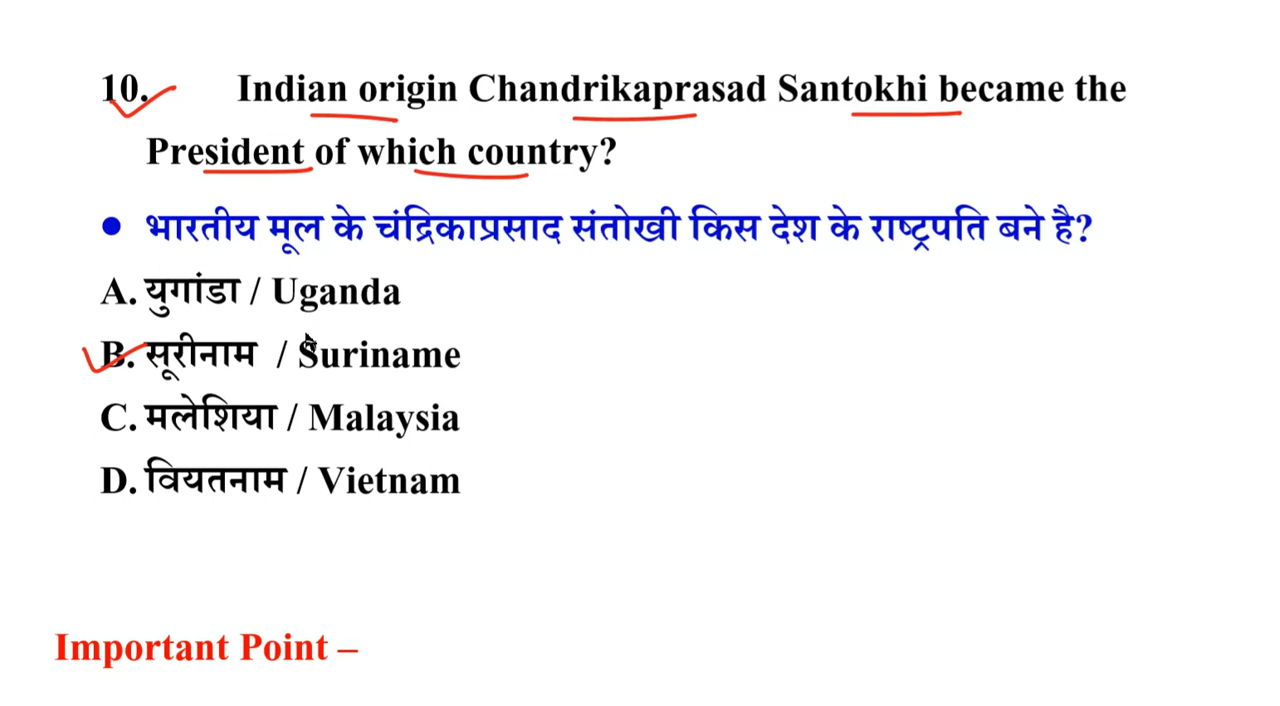 10. Indian origin Chandrikaprasad Santokhi became the
President of which country?
● भारतीय मूल के चंद्रिकाप्रसाद संतोखी किस देश के राष्ट्रपति बने है?
A. युगांडा / Uganda
B. सूरीनाम / Suriname
C. मलेशिया / Malaysia
D. वियतनाम / Vietnam
Important Point –